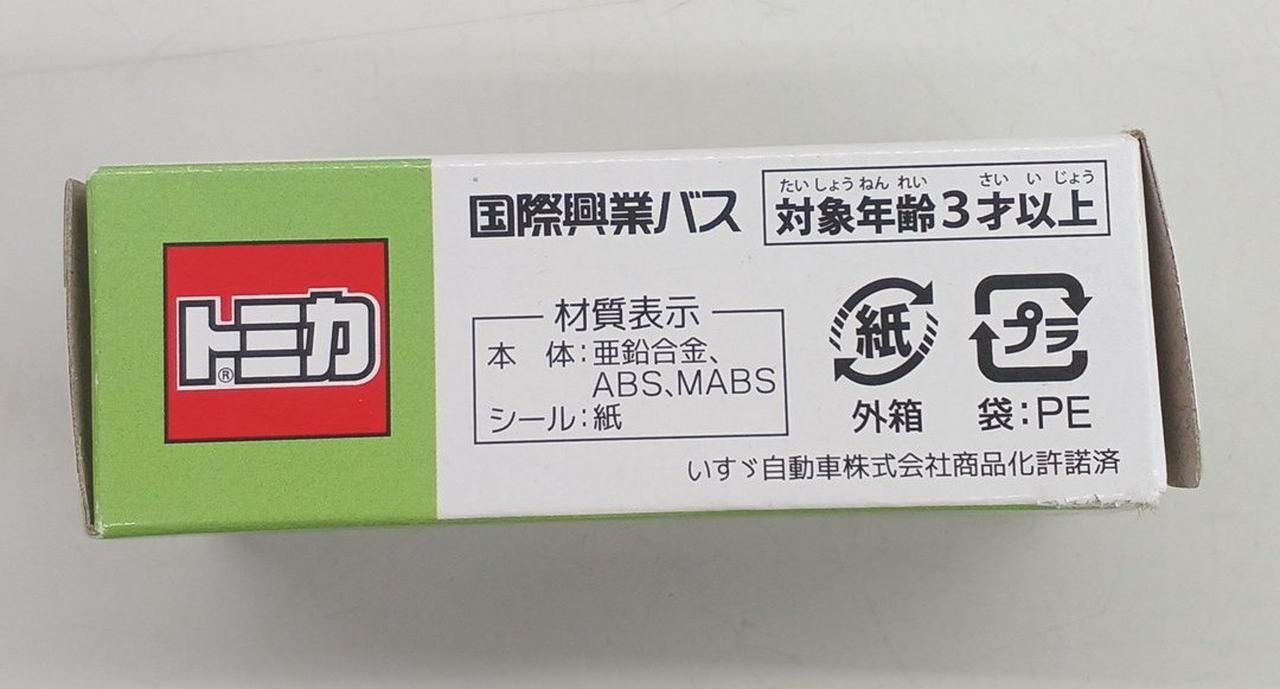 トミカ
®
国際興業バス
たいしょうねんれい さいいじょう
対象年齢3才以上
材質表示
本 体:亜鉛合金、
ABS、MABS
シール:紙
紙
プラ
外箱
袋:PE
いすゞ自動車株式会社商品化許諾済